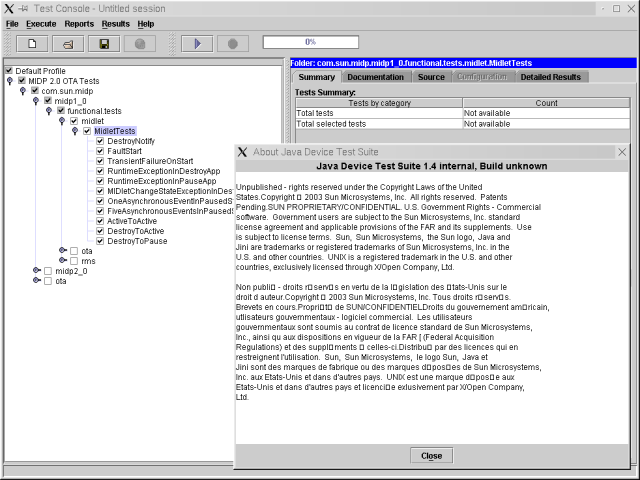 Test Console - Untitled session
File Execute Reports Results Help
0%
Default Profile
MIDP 2.0 OTA Tests
com.sun.midp
midp1_0
functional.tests
midlet
MidletTests
DestroyNotify
FaultStart
TransientFailureOnStart
RuntimeExceptionInDestroyApp
RuntimeExceptionInPauseApp
MIDletChangeStateExceptionInDes
OneAsynchronousEventInPausedS
FiveAsynchronousEventsInPausedS
ActiveToActive
DestroyToActive
DestroyToPause
ota
rms
midp2_0
ota
Folder: com.sun.midp.midp1_0.functional.tests.midlet.MidletTests
Summary Documentation Source Configuration Detailed Results
Tests Summary:
Tests by category Count
Total tests Not available
Total selected tests Not available
About Java Device Test Suite
Java Device Test Suite 1.4 internal, Build unknown
Unpublished - rights reserved under the Copyright Laws of the United
States.Copyright © 2003 Sun Microsystems, Inc. All rights reserved. Patents
Pending.SUN PROPRIETARY/CONFIDENTIAL. U.S. Government Rights - Commercial
software. Government users are subject to the Sun Microsystems, Inc. standard
license agreement and applicable provisions of the FAR and its supplements. Use
is subject to license terms. Sun, Sun Microsystems, the Sun logo, Java and
Jini are trademarks or registered trademarks of Sun Microsystems, Inc. in the
U.S. and other countries. UNIX is a registered trademark in the U.S. and other
countries, exclusively licensed through X/Open Company, Ltd.
Non publi□ - droits r□serv□s en vertu de la l□gislation des □tats-Unis sur le
droit d auteur.Copyright □ 2003 Sun Microsystems, Inc. Tous droits r□serv□s.
Brevets en cours.Propri□t□ de SUN/CONFIDENTIELDroits du gouvernement am□ricain,
utlisateurs gouvernmentaux - logiciel commercial. Les utlisateurs
gouvernmentaux sont soumis au contrat de licence standard de Sun Microsystems,
Inc., ainsi qu aux dispositions en vigueur de la FAR [ (Federal Acquisition
Regulations) et des suppl□ments □ celles-ci.Distribu□ par des licences qui en
restreignent l'utilisation. Sun, Sun Microsystems, le logo Sun, Java et
Jini sont des marques de fabrique ou des marques d□pos□es de Sun Microsystems,
Inc. aux Etats-Unis et dans d'autres pays. UNIX est une marque d□pos□e aux
Etats-Unis et dans d'autres pays et licenci□e exlusivement par X/Open Company,
Ltd.
Close